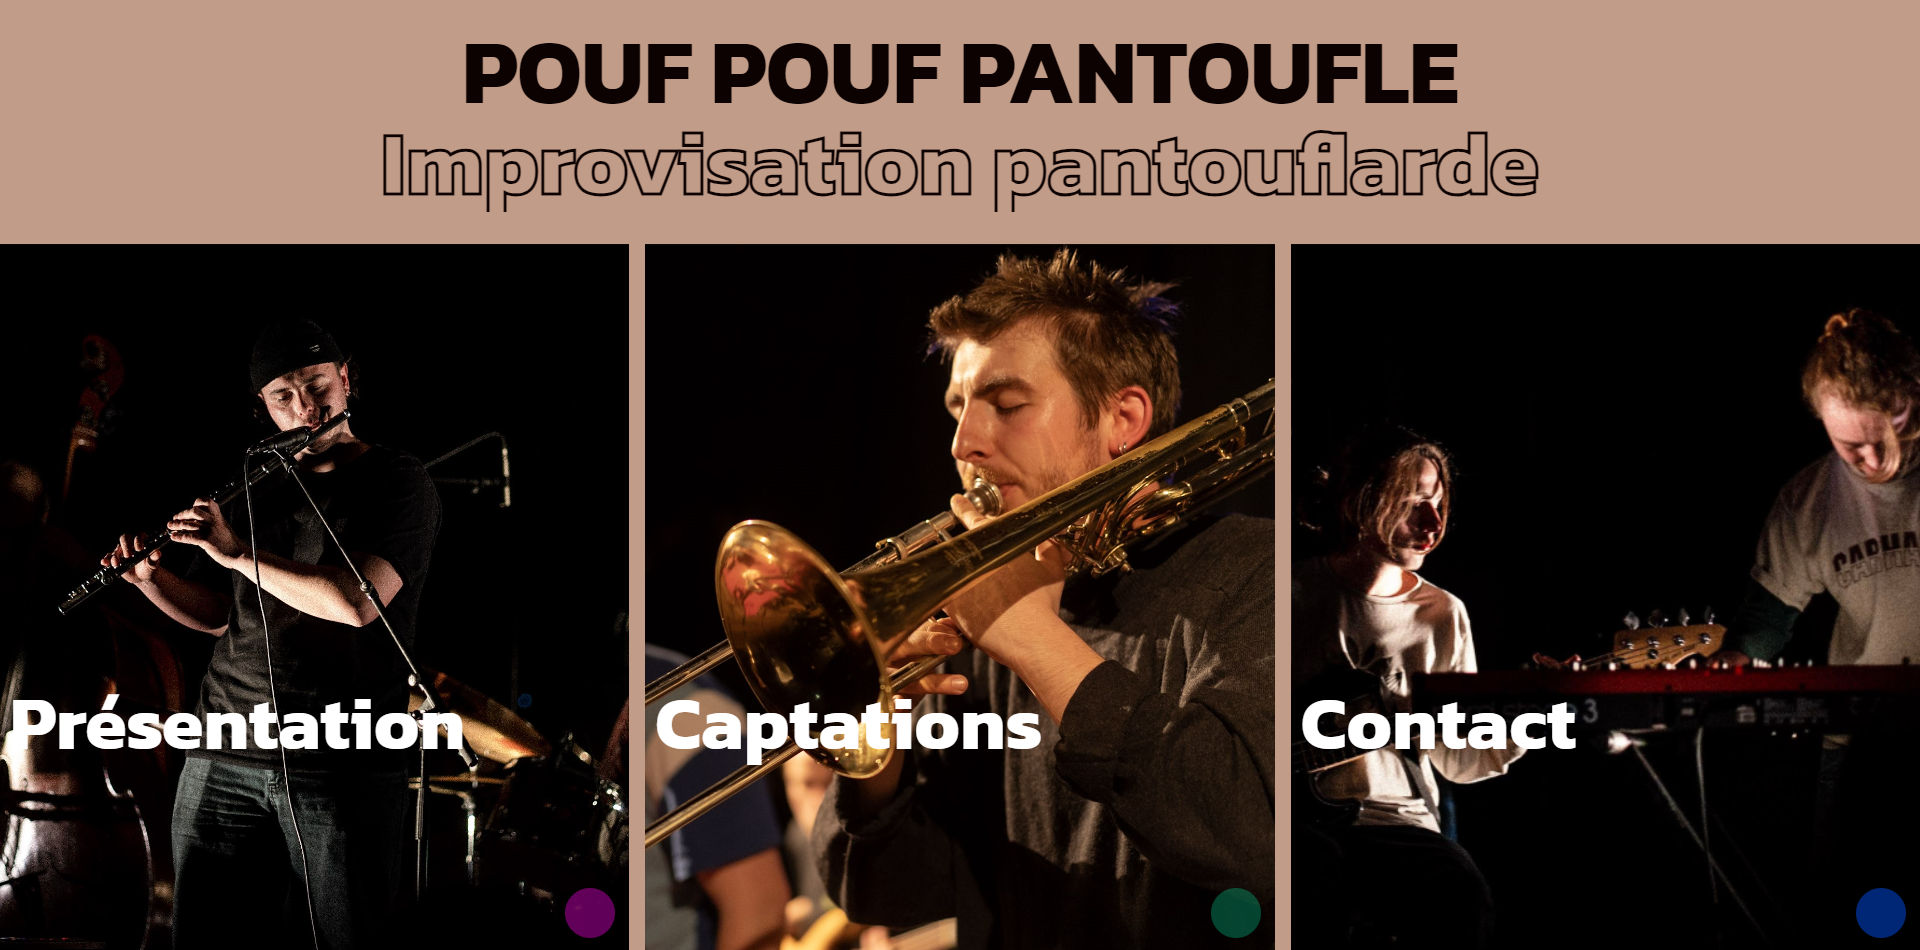 POUF POUF PANTOUFLE
Improvisation pantouflarde
Présentation
Captations
Contact